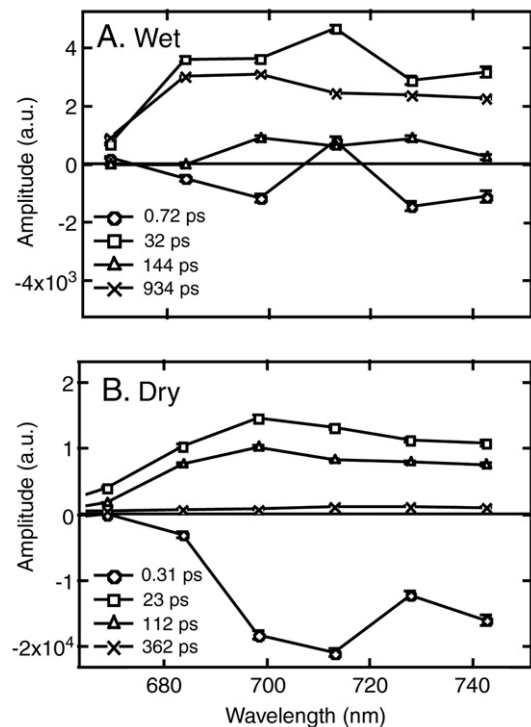 A. Wet
4
2
0
-2
-4x10³
Amplitude (a.u.)
0.72 ps
32 ps
144 ps
934 ps
B. Dry
2
1
0
-1
-2x10⁴
Amplitude (a.u.)
0.31 ps
23 ps
112 ps
362 ps
680 700 720 740
Wavelength (nm)